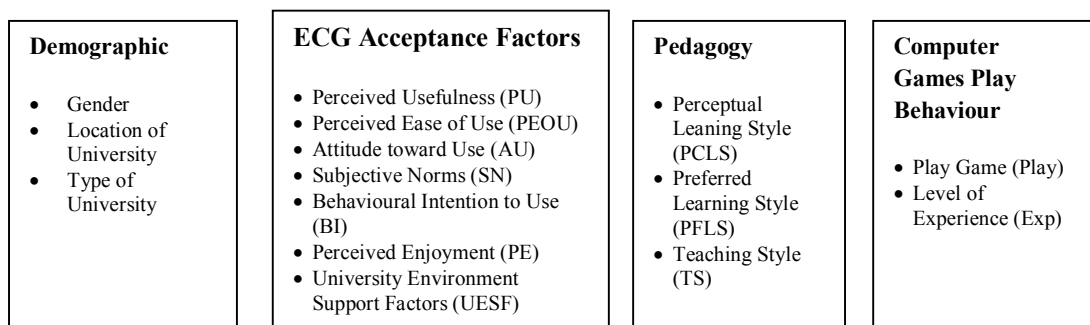 Demographic
• Gender
• Location of
University
• Type of
University
ECG Acceptance Factors
• Perceived Usefulness (PU)
• Perceived Ease of Use (PEOU)
• Attitude toward Use (AU)
• Subjective Norms (SN)
• Behavioural Intention to Use
(BI)
• Perceived Enjoyment (PE)
• University Environment
Support Factors (UESF)
Pedagogy
• Perceptual
Leaning Style
(PCLS)
• Preferred
Learning Style
(PFLS)
• Teaching Style
(TS)
Computer
Games Play
Behaviour
• Play Game (Play)
• Level of
Experience (Exp)